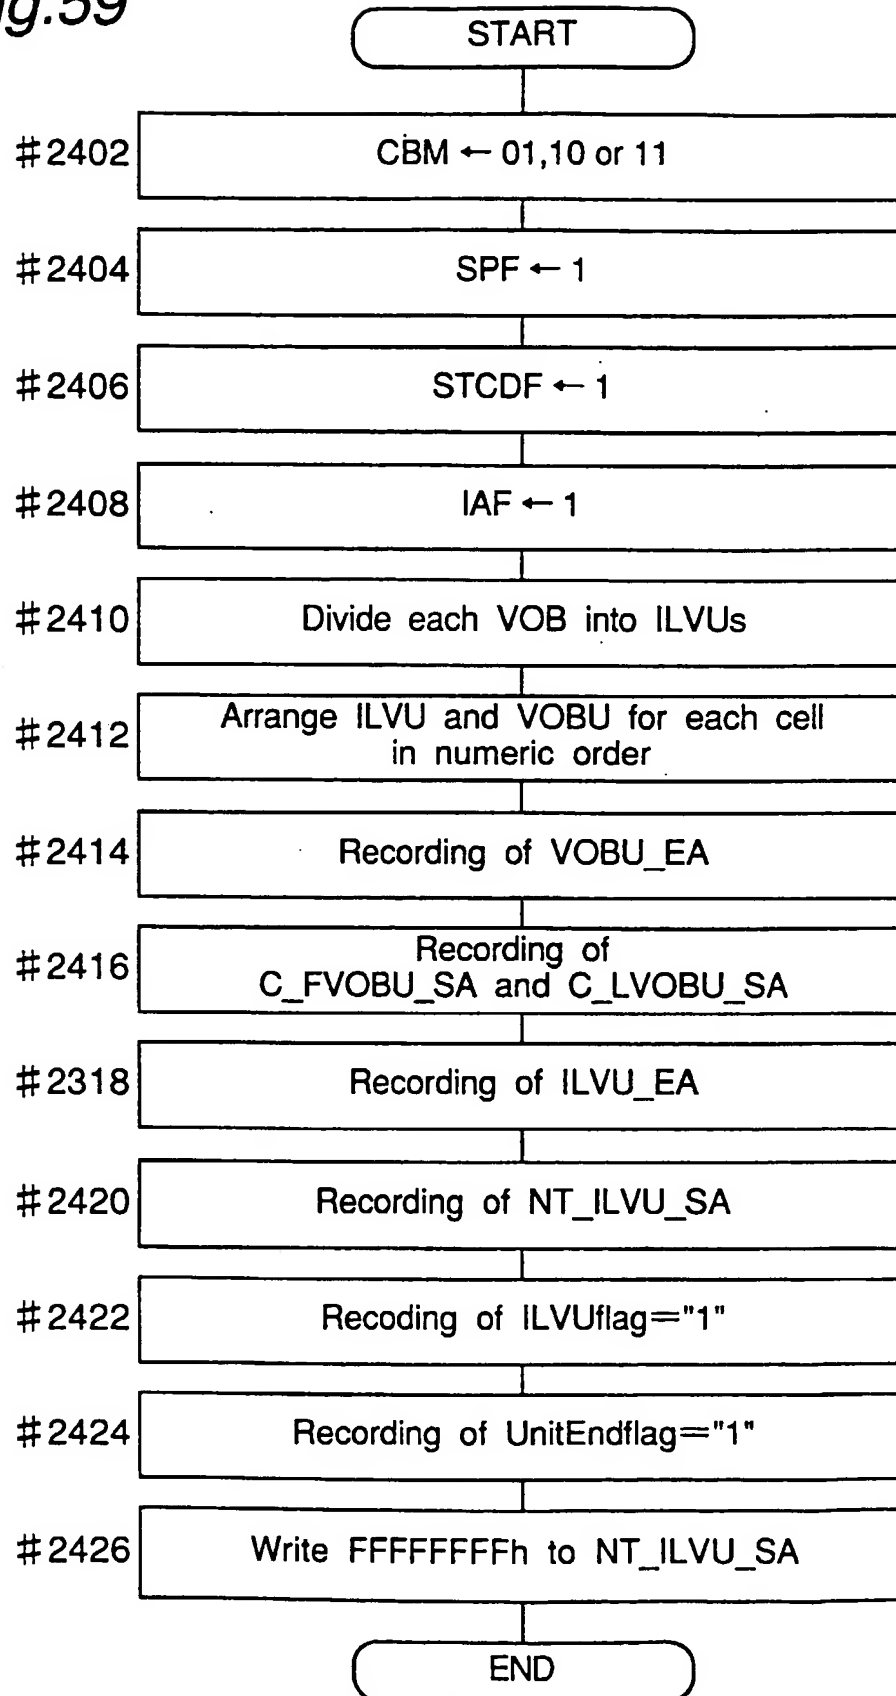 ig.59
START
#2402 CBM ← 01,10 or 11
#2404 SPF ← 1
#2406 STCDF ← 1
#2408 IAF ← 1
#2410 Divide each VOB into ILVUs
#2412 Arrange ILVU and VOBU for each cell
in numeric order
#2414 Recording of VOBU_EA
#2416 Recording of
C_FVOBU_SA and C_LVOBU_SA
#2318 Recording of ILVU_EA
#2420 Recording of NT_ILVU_SA
#2422 Recoding of ILVUflag="1"
#2424 Recording of UnitEndflag="1"
#2426 Write FFFFFFFFh to NT_ILVU_SA
END